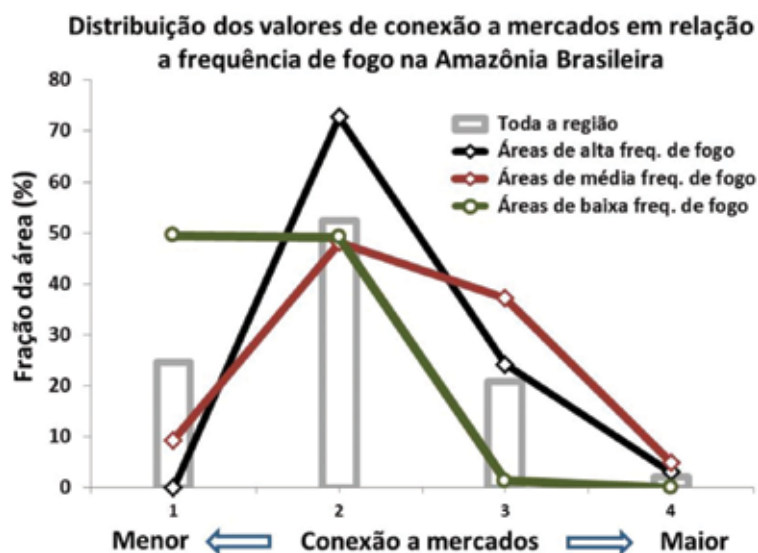 Distribuição dos valores de conexão a mercados em relação
a frequência de fogo na Amazônia Brasileira
80
70
60
50
40
30
20
10
0
Fração da área (%)
Toda a região
Áreas de alta freq. de fogo
Áreas de média freq. de fogo
Áreas de baixa freq. de fogo
1 2 3 4
Menor Conexão a mercados Maior